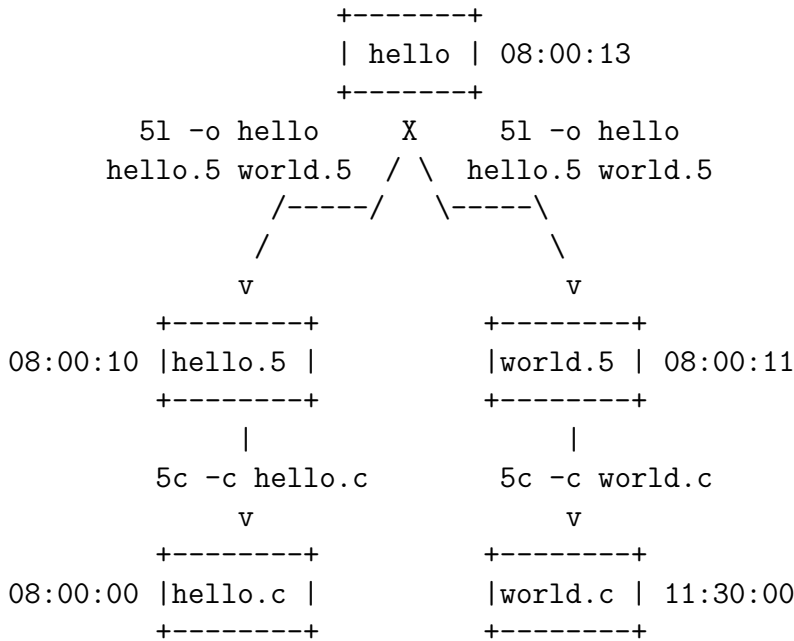 +-------+
| hello | 08:00:13
+-------+
5l -o hello X 5l -o hello
hello.5 world.5 / \ hello.5 world.5
/-----/ \-----\
/ \
v v
+--------+ +--------+
08:00:10 |hello.5 | |world.5 | 08:00:11
+--------+ +--------+
| |
5c -c hello.c 5c -c world.c
v v
+--------+ +--------+
08:00:00 |hello.c | |world.c | 11:30:00
+--------+ +--------+